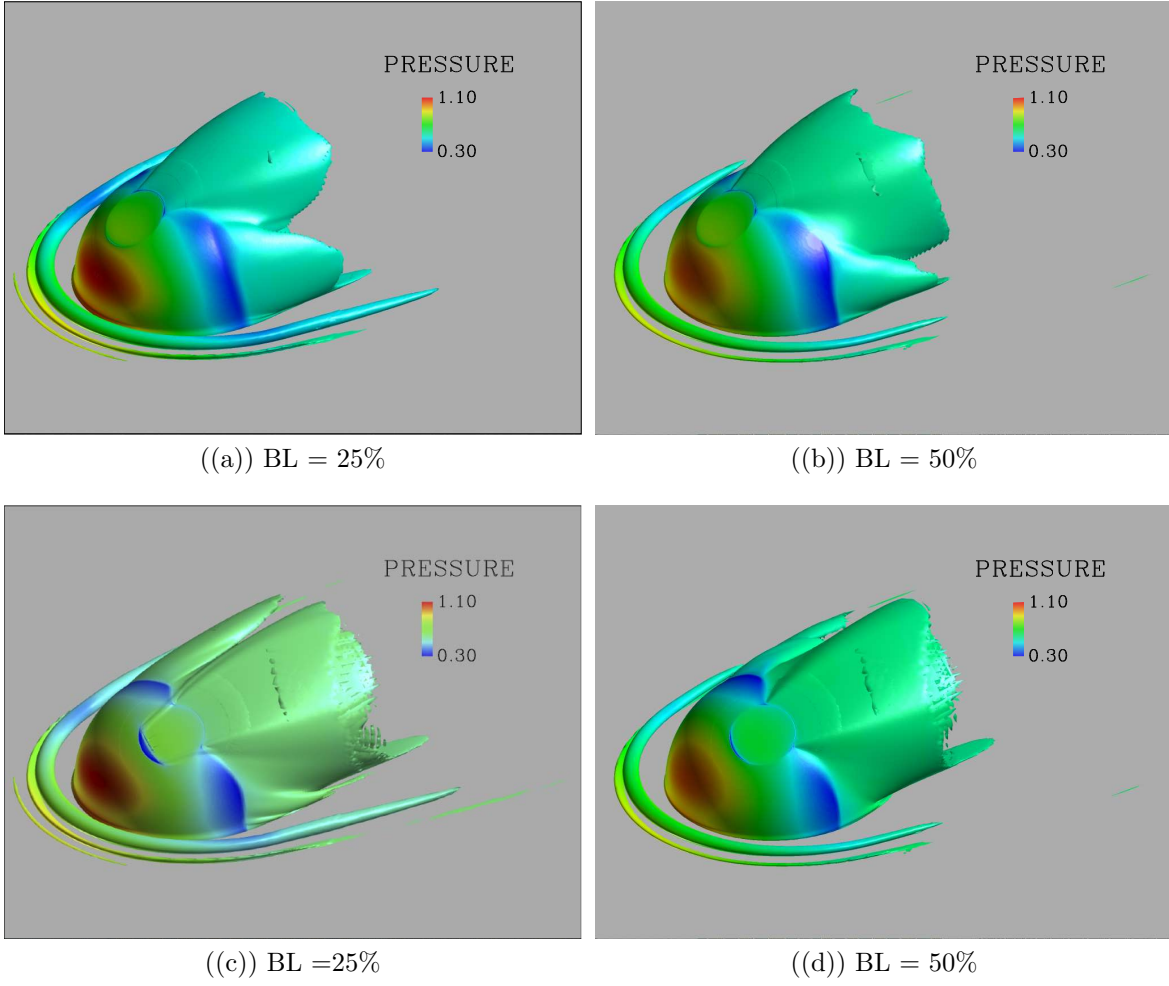 PRESSURE
1.10
0.30
((a)) BL = 25%
PRESSURE
1.10
0.30
((b)) BL = 50%
PRESSURE
1.10
0.30
((c)) BL =25%
PRESSURE
1.10
0.30
((d)) BL = 50%